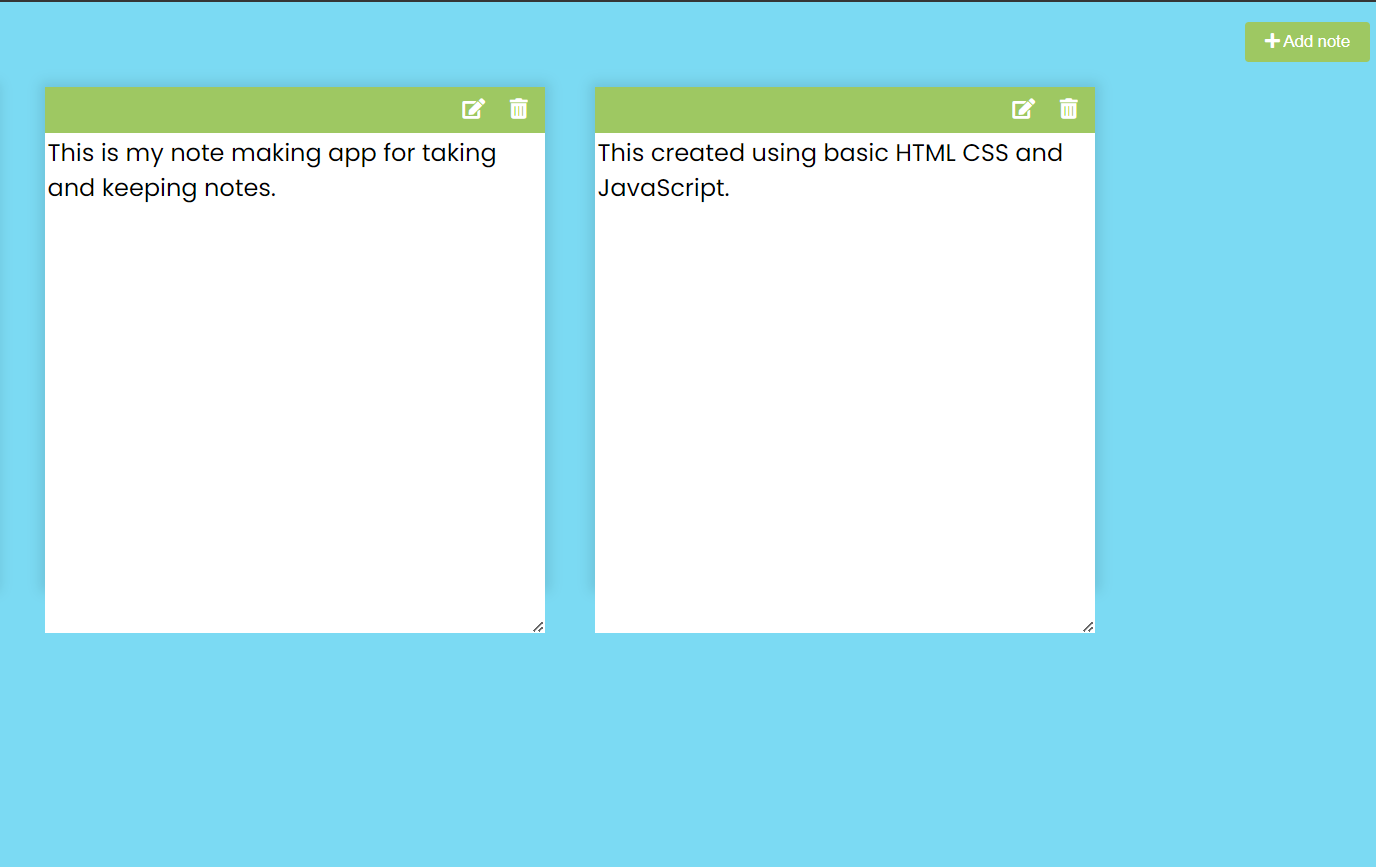 Add note
This is my note making app for taking
and keeping notes.
This created using basic HTML CSS and
JavaScript.